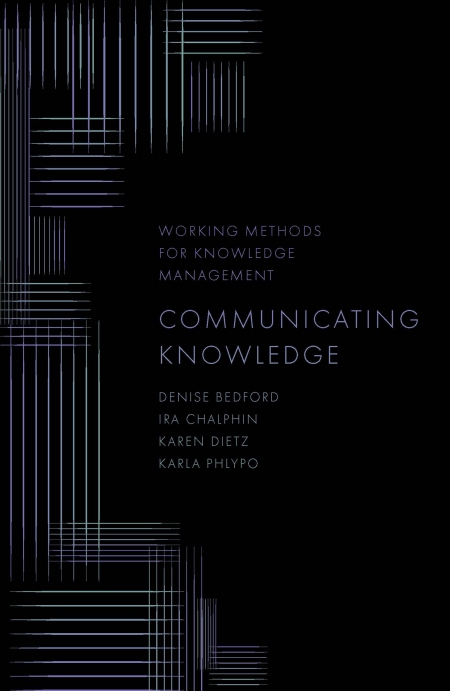 WORKING METHODS
FOR KNOWLEDGE
MANAGEMENT
COMMUNICATING
KNOWLEDGE
DENISE BEDFORD
IRA CHALPHIN
KAREN DIETZ
KARLA PHLYPO